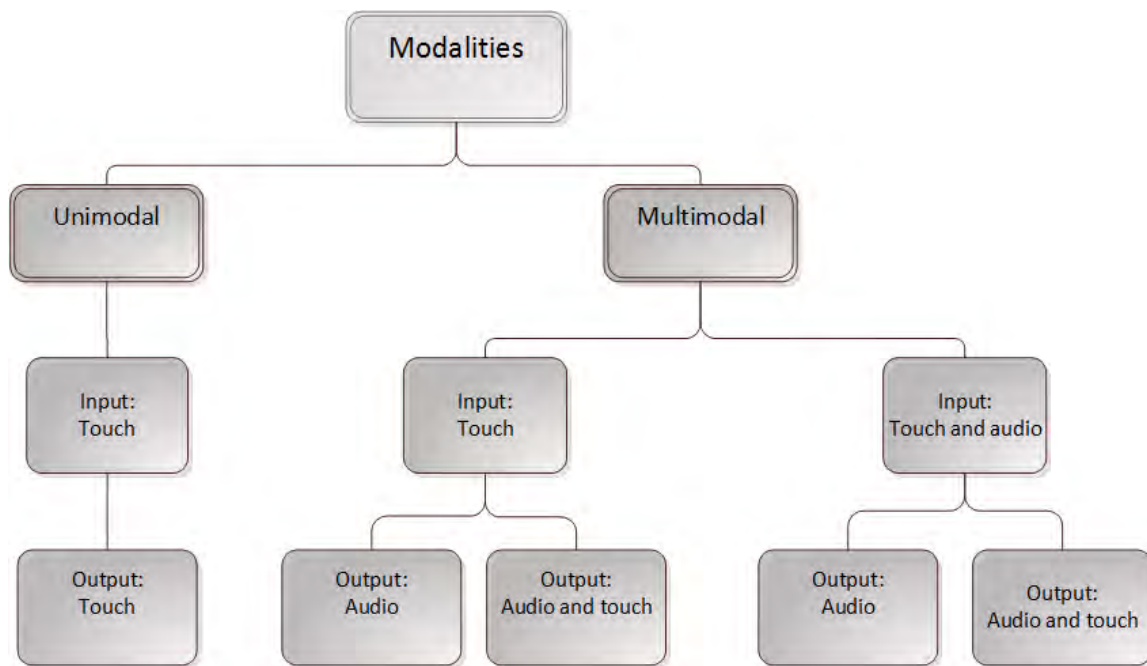 Modalities
Unimodal
Multimodal
Input:
Touch
Input:
Touch
Input:
Touch and audio
Output:
Touch
Output:
Audio
Output:
Audio and touch
Output:
Audio
Output:
Audio and touch